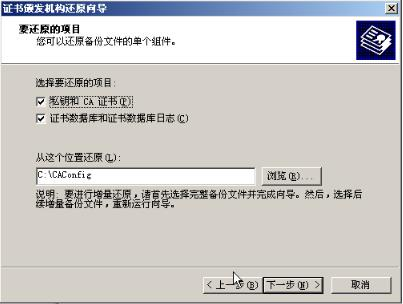 证书颁发机构还原向导
要还原的项目
您可以还原备份文件的单个组件。
选择要还原的项目:
私钥和 CA 证书(P)
证书数据库和证书数据库日志(C)
从这个位置还原(L):
C:\CAConfig
浏览(R)...
说明: 要进行增量还原，请首先选择完整备份文件并完成向导。然后，选择后
续增量备份文件，重新运行向导。
< 上一步(B) 下一步(N) > 取消